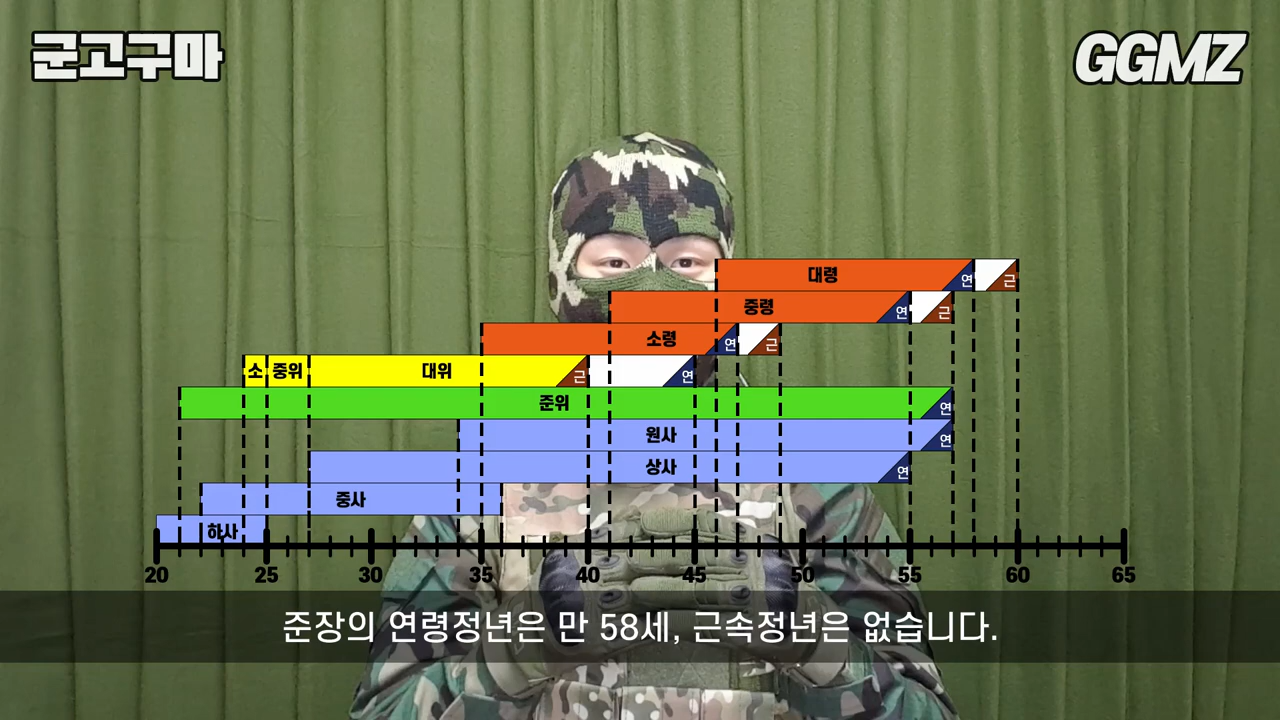 군고구마
GGMZ
대령 연 근
중령 연 근
소령 연 근
소 중위 대위 근 연
준위 연
원사 연
상사 연
중사
하사
20 25 30 35 40 45 50 55 60 65
준장의 연령정년은 만 58세, 근속정년은 없습니다.